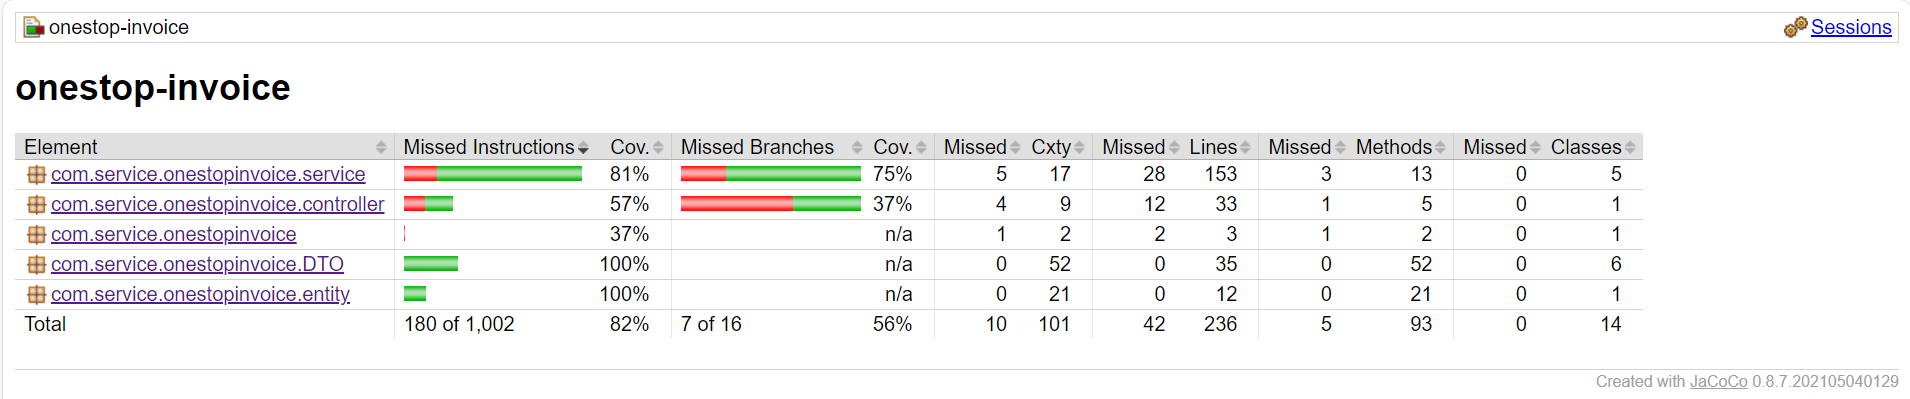 onestop-invoice Sessions
onestop-invoice
Element Missed Instructions Cov. Missed Branches Cov. Missed Cxty Missed Lines Missed Methods Missed Classes
com.service.onestopinvoice.service 81% 75% 5 17 28 153 3 13 0 5
com.service.onestopinvoice.controller 57% 37% 4 9 12 33 1 5 0 1
com.service.onestopinvoice 37% n/a 1 2 2 3 1 2 0 1
com.service.onestopinvoice.DTO 100% n/a 0 52 0 35 0 52 0 6
com.service.onestopinvoice.entity 100% n/a 0 21 0 12 0 21 0 1
Total 180 of 1,002 82% 7 of 16 56% 10 101 42 236 5 93 0 14
Created with JaCoCo 0.8.7.202105040129